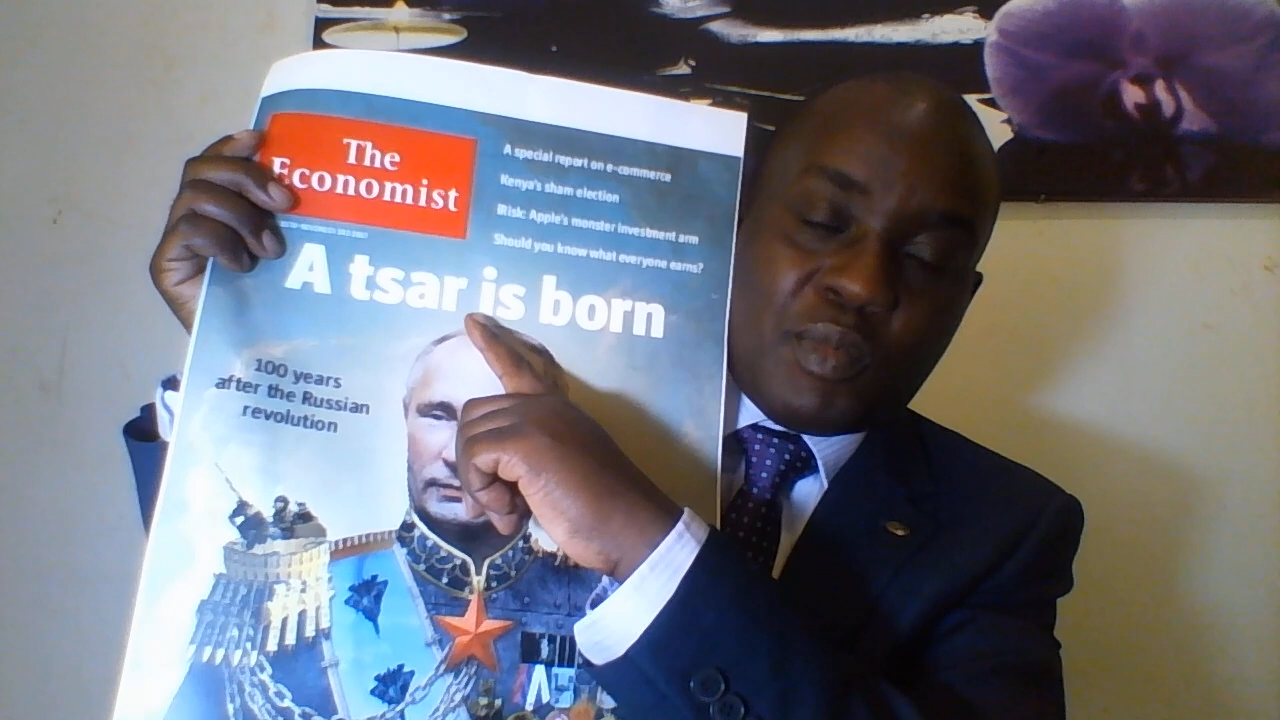 The
Economist
A special report on e-commerce
Kenya's sham election
iRisk: Apple's monster investment arm
Should you know what everyone earns?
A tsar is born
100 years
after the Russian
revolution